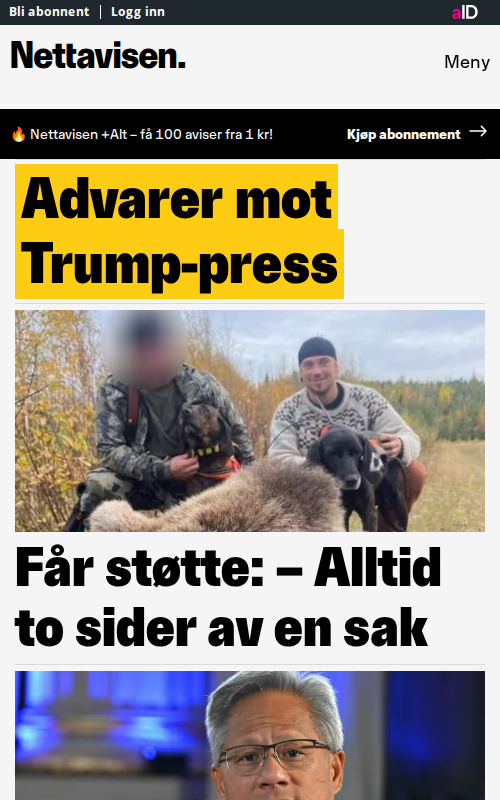 Bli abonnent | Logg inn
aID
Nettavisen.
Meny
🔥 Nettavisen +Alt – få 100 aviser fra 1 kr!
Kjøp abonnement →
Advarer mot
Trump-press
Får støtte: – Alltid
to sider av en sak